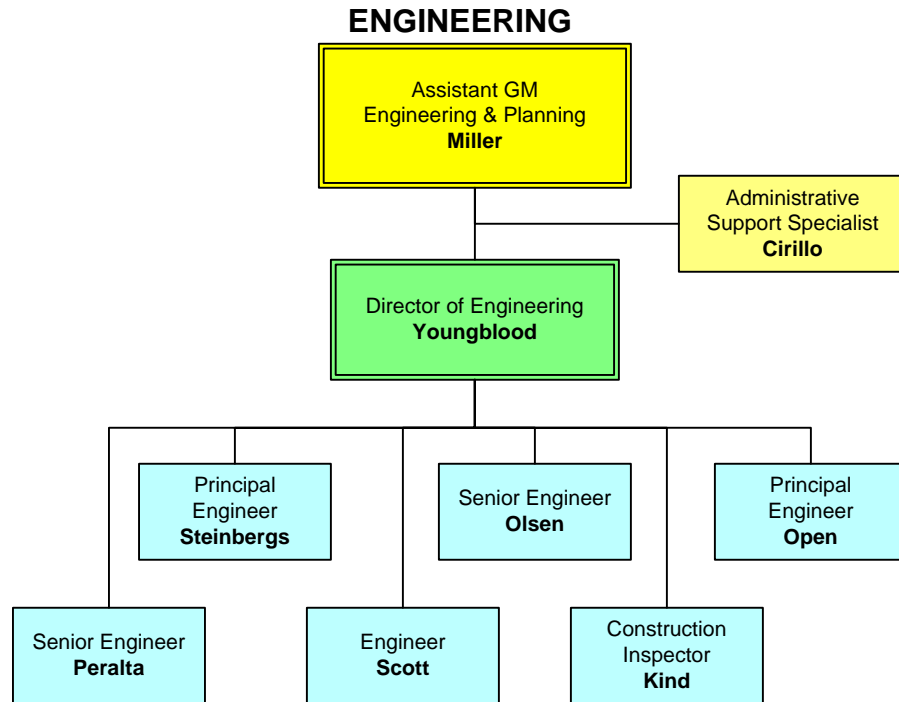 ENGINEERING
Assistant GM
Engineering & Planning
Miller
Administrative
Support Specialist
Cirillo
Director of Engineering
Youngblood
Principal
Engineer
Steinbergs
Senior Engineer
Olsen
Principal
Engineer
Open
Senior Engineer
Peralta
Engineer
Scott
Construction
Inspector
Kind